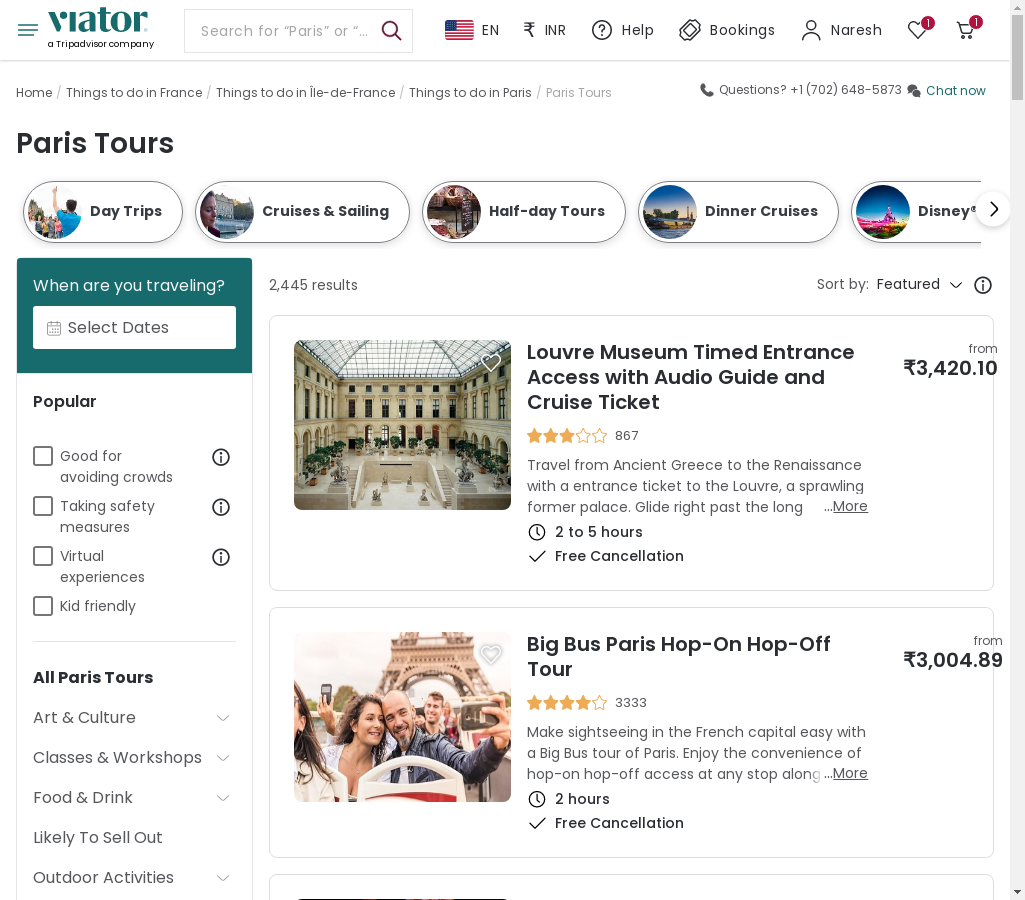 viator
a Tripadvisor company
Search for “Paris” or “...
EN
₹ INR
Help
1
Bookings
Naresh
1
Home / Things to do in France / Things to do in Île-de-France / Things to do in Paris / Paris Tours
Questions? +1 (702) 648-5873
Chat now
Paris Tours
Day Trips
Cruises & Sailing
Half-day Tours
Dinner Cruises
Disney®
When are you traveling?
Select Dates
2,445 results
Sort by: Featured
Popular
Good for
avoiding crowds
Taking safety
measures
Virtual
experiences
Kid friendly
All Paris Tours
Art & Culture
Classes & Workshops
Food & Drink
Likely To Sell Out
Outdoor Activities
Louvre Museum Timed Entrance
Access with Audio Guide and
Cruise Ticket
from
₹3,420.10
867
Travel from Ancient Greece to the Renaissance
with a entrance ticket to the Louvre, a sprawling
former palace. Glide right past the long ...More
2 to 5 hours
Free Cancellation
Big Bus Paris Hop-On Hop-Off
Tour
from
₹3,004.89
3333
Make sightseeing in the French capital easy with
a Big Bus tour of Paris. Enjoy the convenience of
hop-on hop-off access at any stop along ...More
2 hours
Free Cancellation